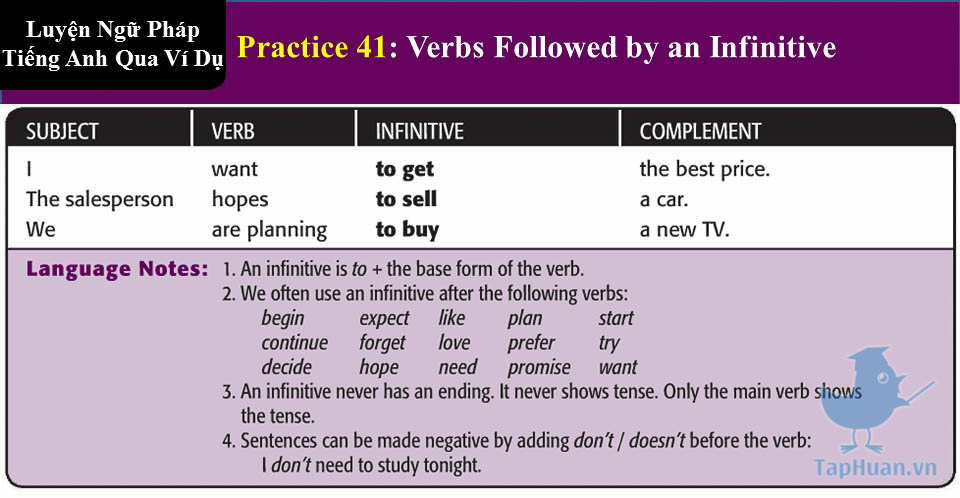 Luyện Ngữ Pháp
Tiếng Anh Qua Ví Dụ
Practice 41: Verbs Followed by an Infinitive
SUBJECT VERB INFINITIVE COMPLEMENT
I want to get the best price.
The salesperson hopes to sell a car.
We are planning to buy a new TV.
Language Notes: 1. An infinitive is to + the base form of the verb.
2. We often use an infinitive after the following verbs:
begin expect like plan start
continue forget love prefer try
decide hope need promise want
3. An infinitive never has an ending. It never shows tense. Only the main verb shows
the tense.
4. Sentences can be made negative by adding don't / doesn't before the verb:
I don't need to study tonight.
TapHuan.vn